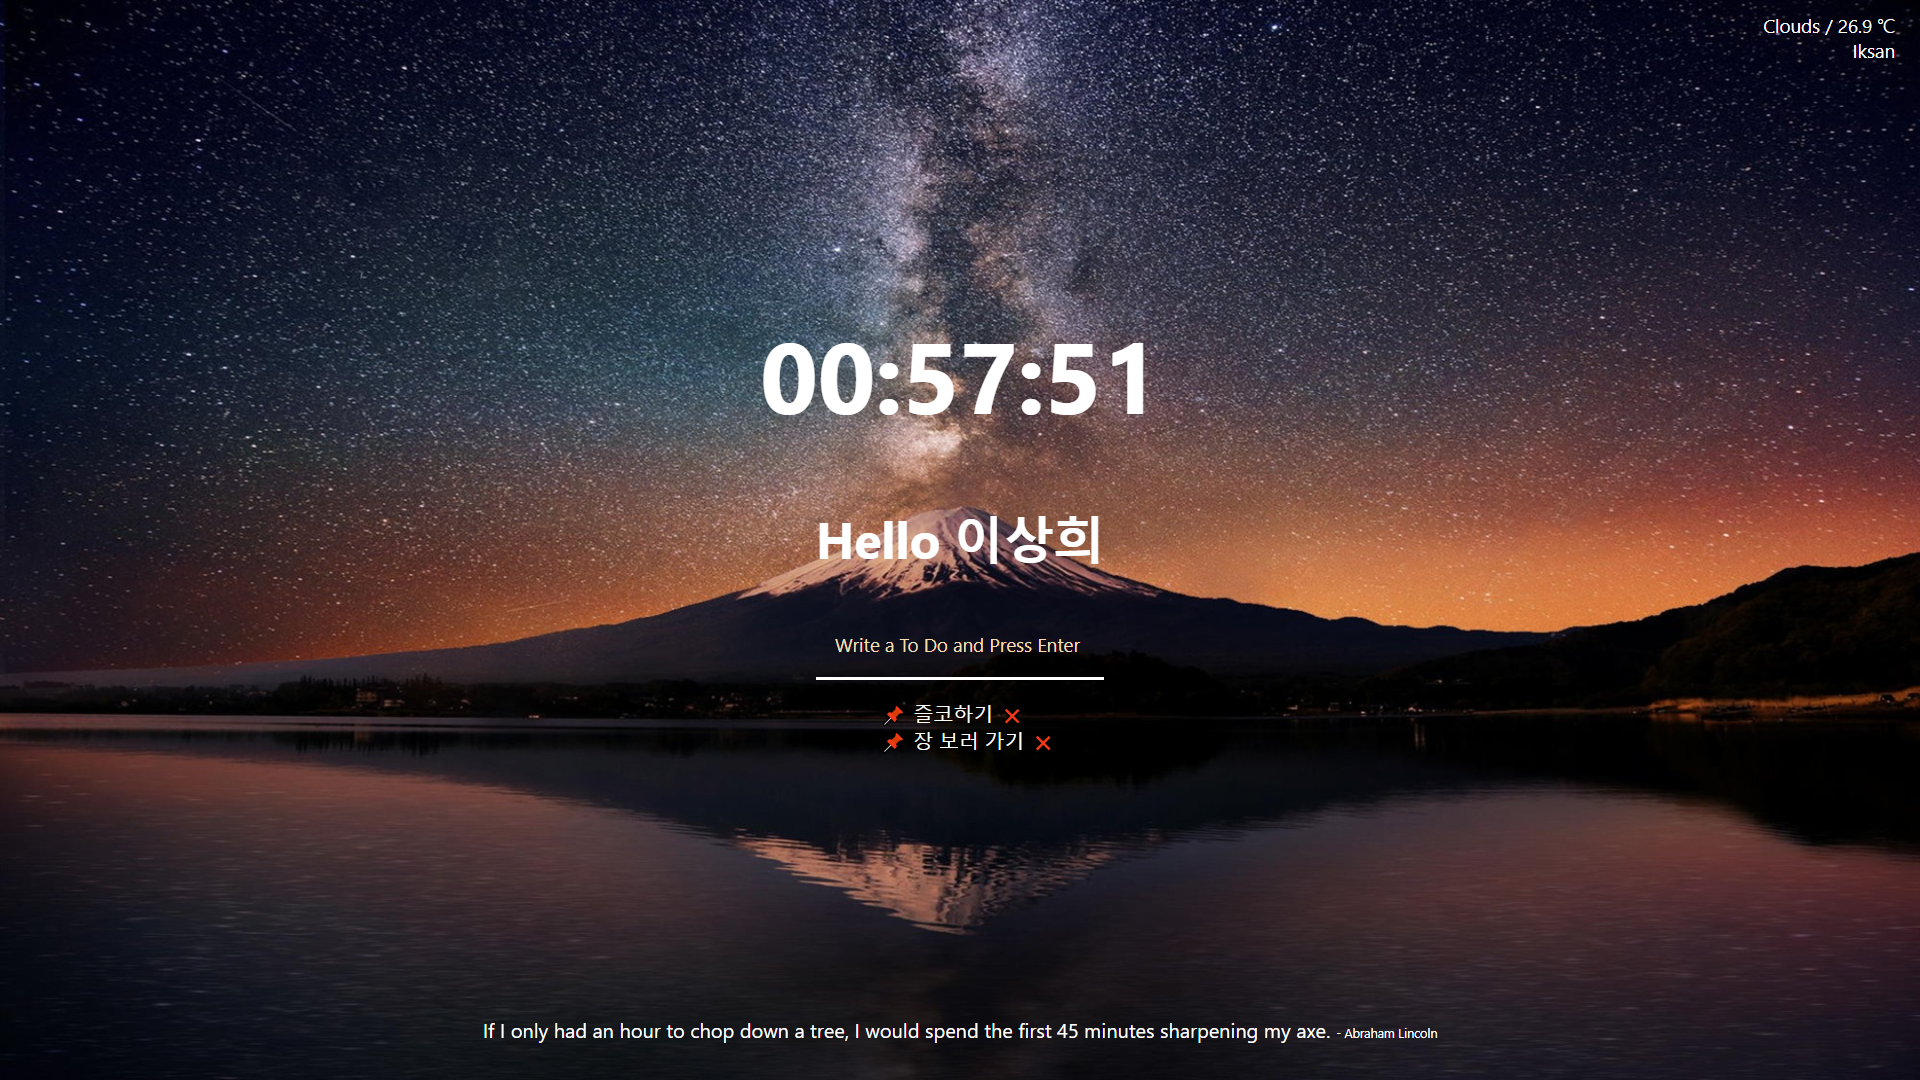 Clouds / 26.9 ℃
Iksan
00:57:51
Hello 이상희
Write a To Do and Press Enter
📌 즐코하기 ❌
📌 장 보러 가기 ❌
If I only had an hour to chop down a tree, I would spend the first 45 minutes sharpening my axe. - Abraham Lincoln